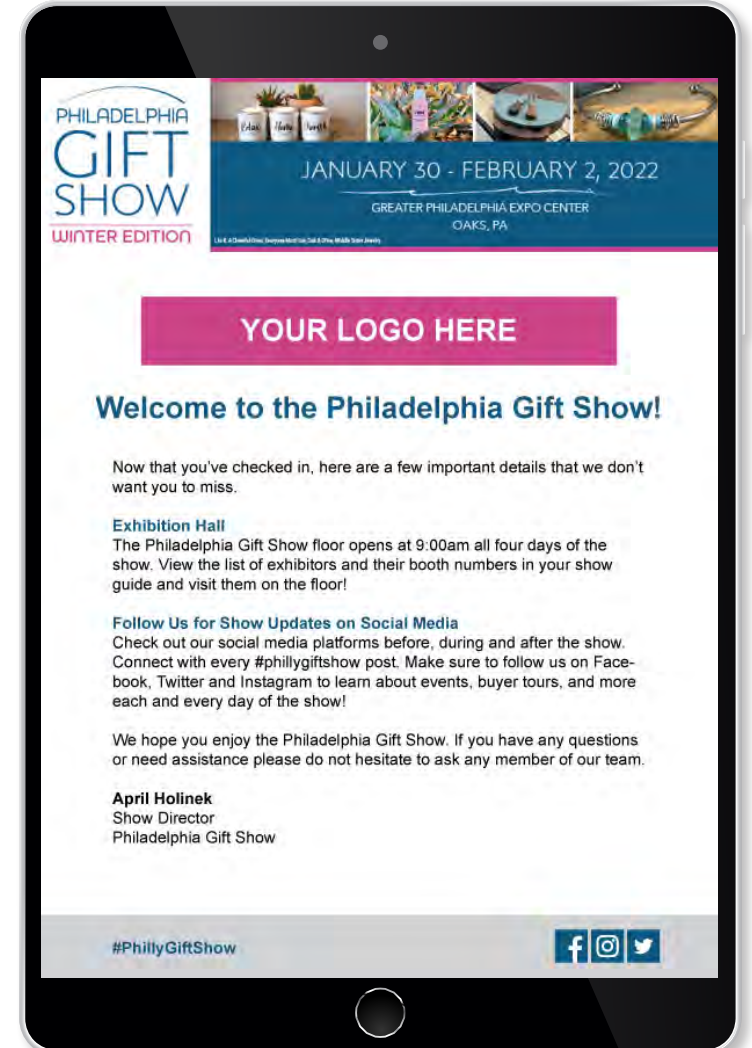 PHILADELPHIA
GIFT
SHOW
WINTER EDITION
JANUARY 30 - FEBRUARY 2, 2022
GREATER PHILADELPHIA EXPO CENTER
OAKS, PA
YOUR LOGO HERE
Welcome to the Philadelphia Gift Show!
Now that you've checked in, here are a few important details that we don't
want you to miss.
Exhibition Hall
The Philadelphia Gift Show floor opens at 9:00am all four days of the
show. View the list of exhibitors and their booth numbers in your show
guide and visit them on the floor!
Follow Us for Show Updates on Social Media
Check out our social media platforms before, during and after the show.
Connect with every #phillygiftshow post. Make sure to follow us on Face-
book, Twitter and Instagram to learn about events, buyer tours, and more
each and every day of the show!
We hope you enjoy the Philadelphia Gift Show. If you have any questions
or need assistance please do not hesitate to ask any member of our team.
April Holinek
Show Director
Philadelphia Gift Show
#PhillyGiftShow